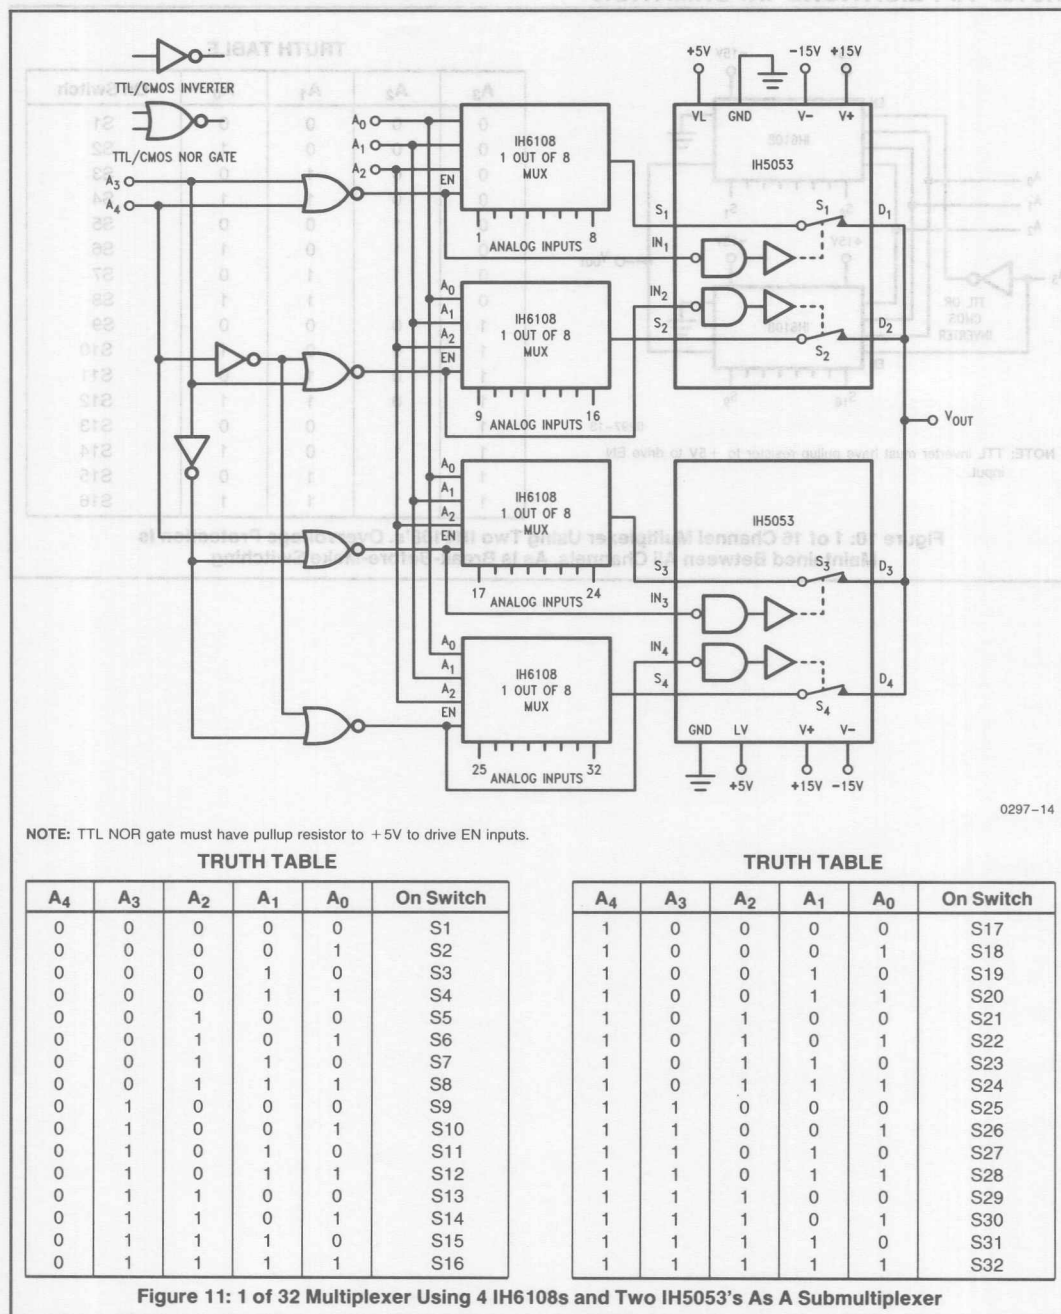 TTL/CMOS INVERTER
TTL/CMOS NOR GATE
A3
A4
A0
A1
A2
EN
IH6108
1 OUT OF 8
MUX
1 8
ANALOG INPUTS
A0
A1
A2
EN
IH6108
1 OUT OF 8
MUX
9 16
ANALOG INPUTS
A0
A1
A2
EN
IH6108
1 OUT OF 8
MUX
17 24
ANALOG INPUTS
A0
A1
A2
EN
IH6108
1 OUT OF 8
MUX
25 32
ANALOG INPUTS
+5V -15V +15V
VL GND V- V+
IH5053
S1 S1 D1
IN1
IN2
S2 S2 D2
VOUT
IH5053
S3 S3 D3
IN3
IN4
S4 S4 D4
GND LV V+ V-
+5V +15V -15V
0297-14
NOTE: TTL NOR gate must have pullup resistor to +5V to drive EN inputs.
TRUTH TABLE
A4 A3 A2 A1 A0 On Switch
0 0 0 0 0 S1
0 0 0 0 1 S2
0 0 0 1 0 S3
0 0 0 1 1 S4
0 0 1 0 0 S5
0 0 1 0 1 S6
0 0 1 1 0 S7
0 0 1 1 1 S8
0 1 0 0 0 S9
0 1 0 0 1 S10
0 1 0 1 0 S11
0 1 0 1 1 S12
0 1 1 0 0 S13
0 1 1 0 1 S14
0 1 1 1 0 S15
0 1 1 1 1 S16
TRUTH TABLE
A4 A3 A2 A1 A0 On Switch
1 0 0 0 0 S17
1 0 0 0 1 S18
1 0 0 1 0 S19
1 0 0 1 1 S20
1 0 1 0 0 S21
1 0 1 0 1 S22
1 0 1 1 0 S23
1 0 1 1 1 S24
1 1 0 0 0 S25
1 1 0 0 1 S26
1 1 0 1 0 S27
1 1 0 1 1 S28
1 1 1 0 0 S29
1 1 1 0 1 S30
1 1 1 1 0 S31
1 1 1 1 1 S32
Figure 11: 1 of 32 Multiplexer Using 4 IH6108s and Two IH5053's As A Submultiplexer